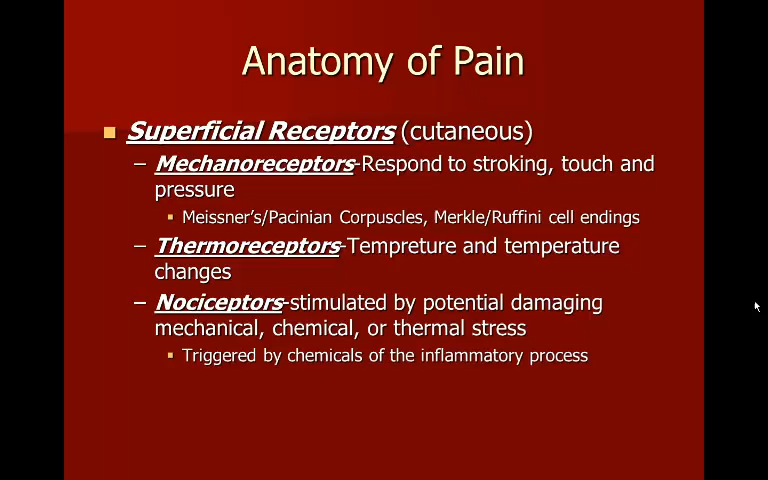 Anatomy of Pain
Superficial Receptors (cutaneous)
– Mechanoreceptors-Respond to stroking, touch and
pressure
Meissner's/Pacinian Corpuscles, Merkle/Ruffini cell endings
– Thermoreceptors-Tempreture and temperature
changes
– Nociceptors-stimulated by potential damaging
mechanical, chemical, or thermal stress
Triggered by chemicals of the inflammatory process